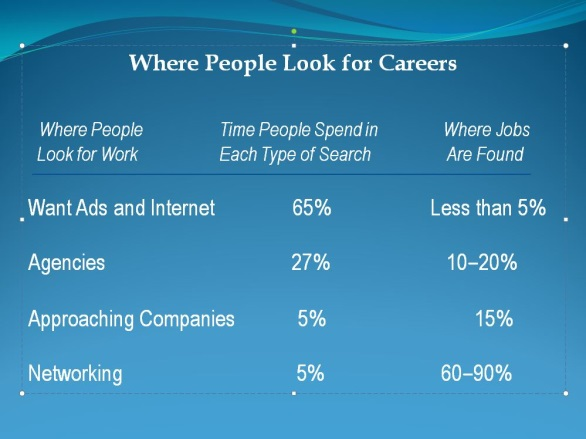 Where People Look for Careers
Where People Time People Spend in Where Jobs
Look for Work Each Type of Search Are Found
Want Ads and Internet 65% Less than 5%
Agencies 27% 10–20%
Approaching Companies 5% 15%
Networking 5% 60–90%